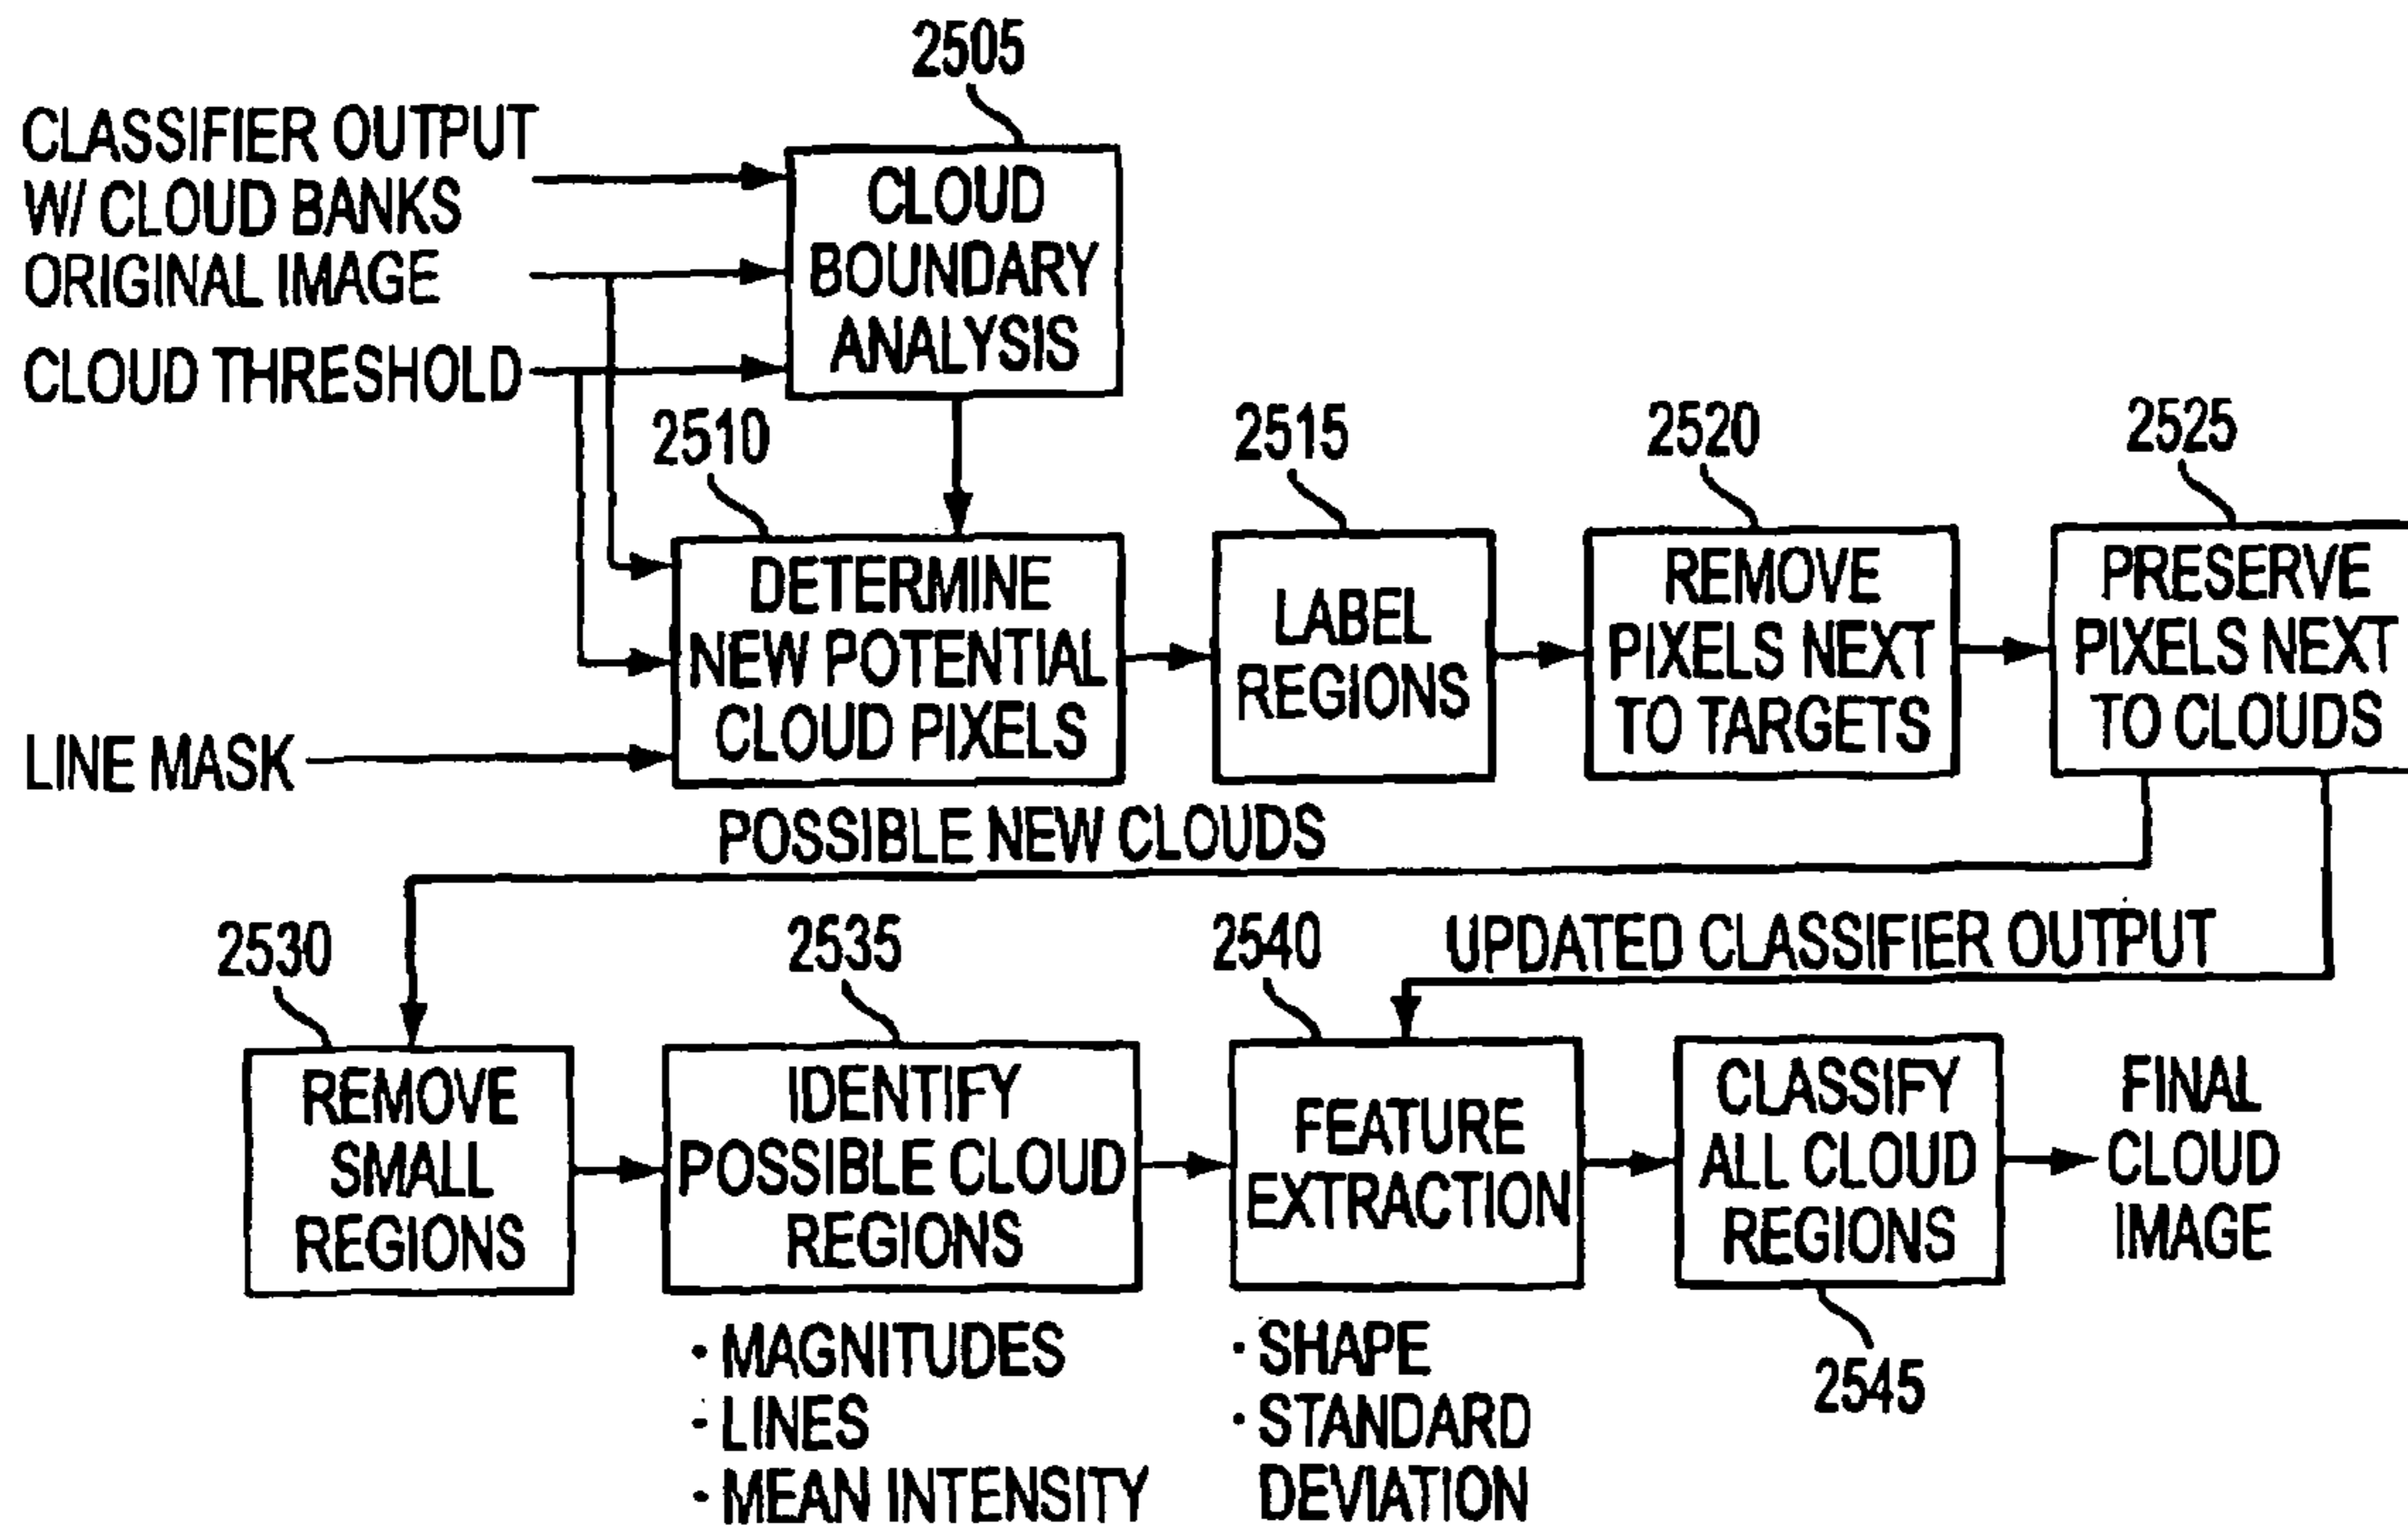 2505
CLASSIFIER OUTPUT
W/ CLOUD BANKS
ORIGINAL IMAGE
CLOUD THRESHOLD
CLOUD
BOUNDARY
ANALYSIS
2510
2515
2520
2525
DETERMINE
NEW POTENTIAL
CLOUD PIXELS
LABEL
REGIONS
REMOVE
PIXELS NEXT
TO TARGETS
PRESERVE
PIXELS NEXT
TO CLOUDS
LINE MASK
POSSIBLE NEW CLOUDS
UPDATED CLASSIFIER OUTPUT
2530
2535
2540
REMOVE
SMALL
REGIONS
IDENTIFY
POSSIBLE CLOUD
REGIONS
FEATURE
EXTRACTION
CLASSIFY
ALL CLOUD
REGIONS
FINAL
CLOUD
IMAGE
• MAGNITUDES
• LINES
• MEAN INTENSITY
• SHAPE
• STANDARD
DEVIATION
2545